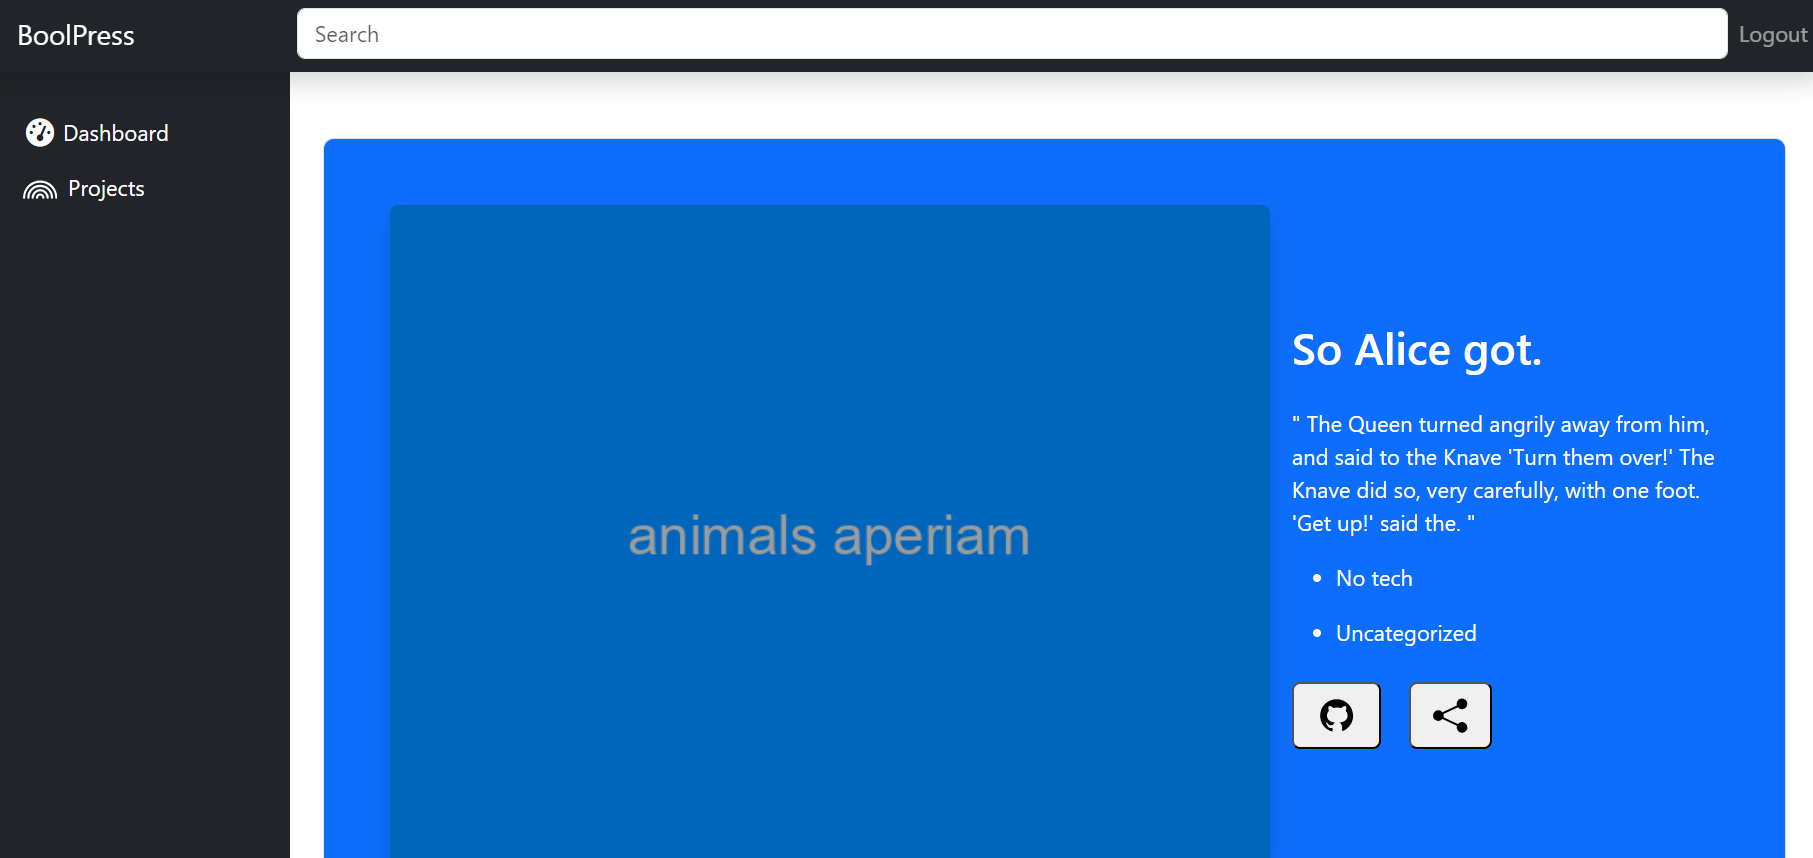 BoolPress
Search
Logout
Dashboard
Projects
animals aperiam
So Alice got.
" The Queen turned angrily away from him,
and said to the Knave 'Turn them over!' The
Knave did so, very carefully, with one foot.
'Get up!' said the. "
No tech
Uncategorized